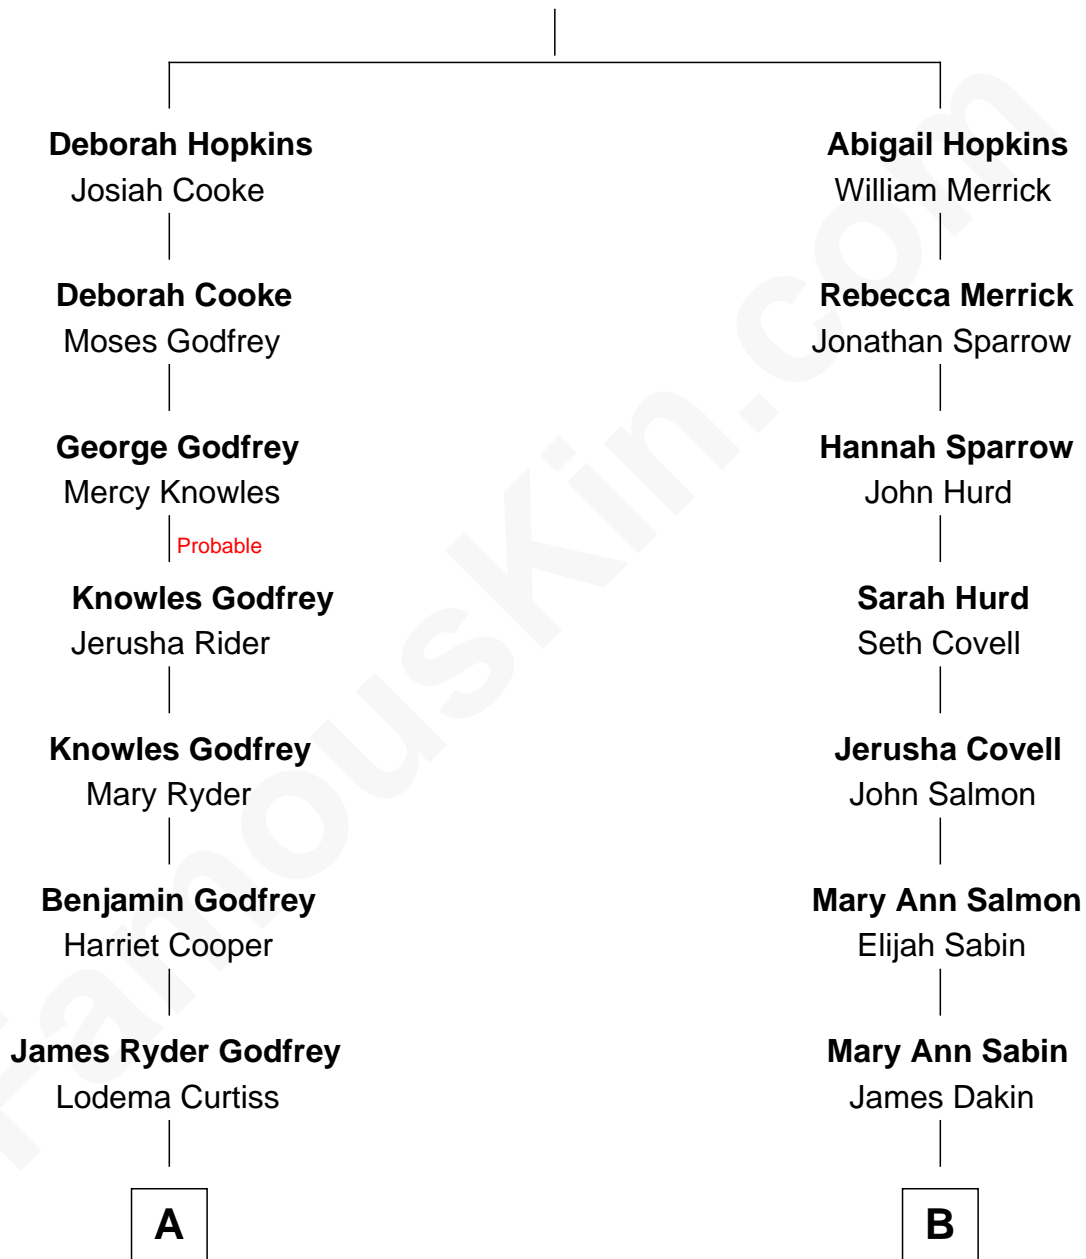 Deborah Hopkins
Josiah Cooke
Deborah Cooke
Moses Godfrey
George Godfrey
Mercy Knowles
Probable
Knowles Godfrey
Jerusha Rider
Knowles Godfrey
Mary Ryder
Benjamin Godfrey
Harriet Cooper
James Ryder Godfrey
Lodema Curtiss
A
Abigail Hopkins
William Merrick
Rebecca Merrick
Jonathan Sparrow
Hannah Sparrow
John Hurd
Sarah Hurd
Seth Covell
Jerusha Covell
John Salmon
Mary Ann Salmon
Elijah Sabin
Mary Ann Sabin
James Dakin
B
FamousKin.com